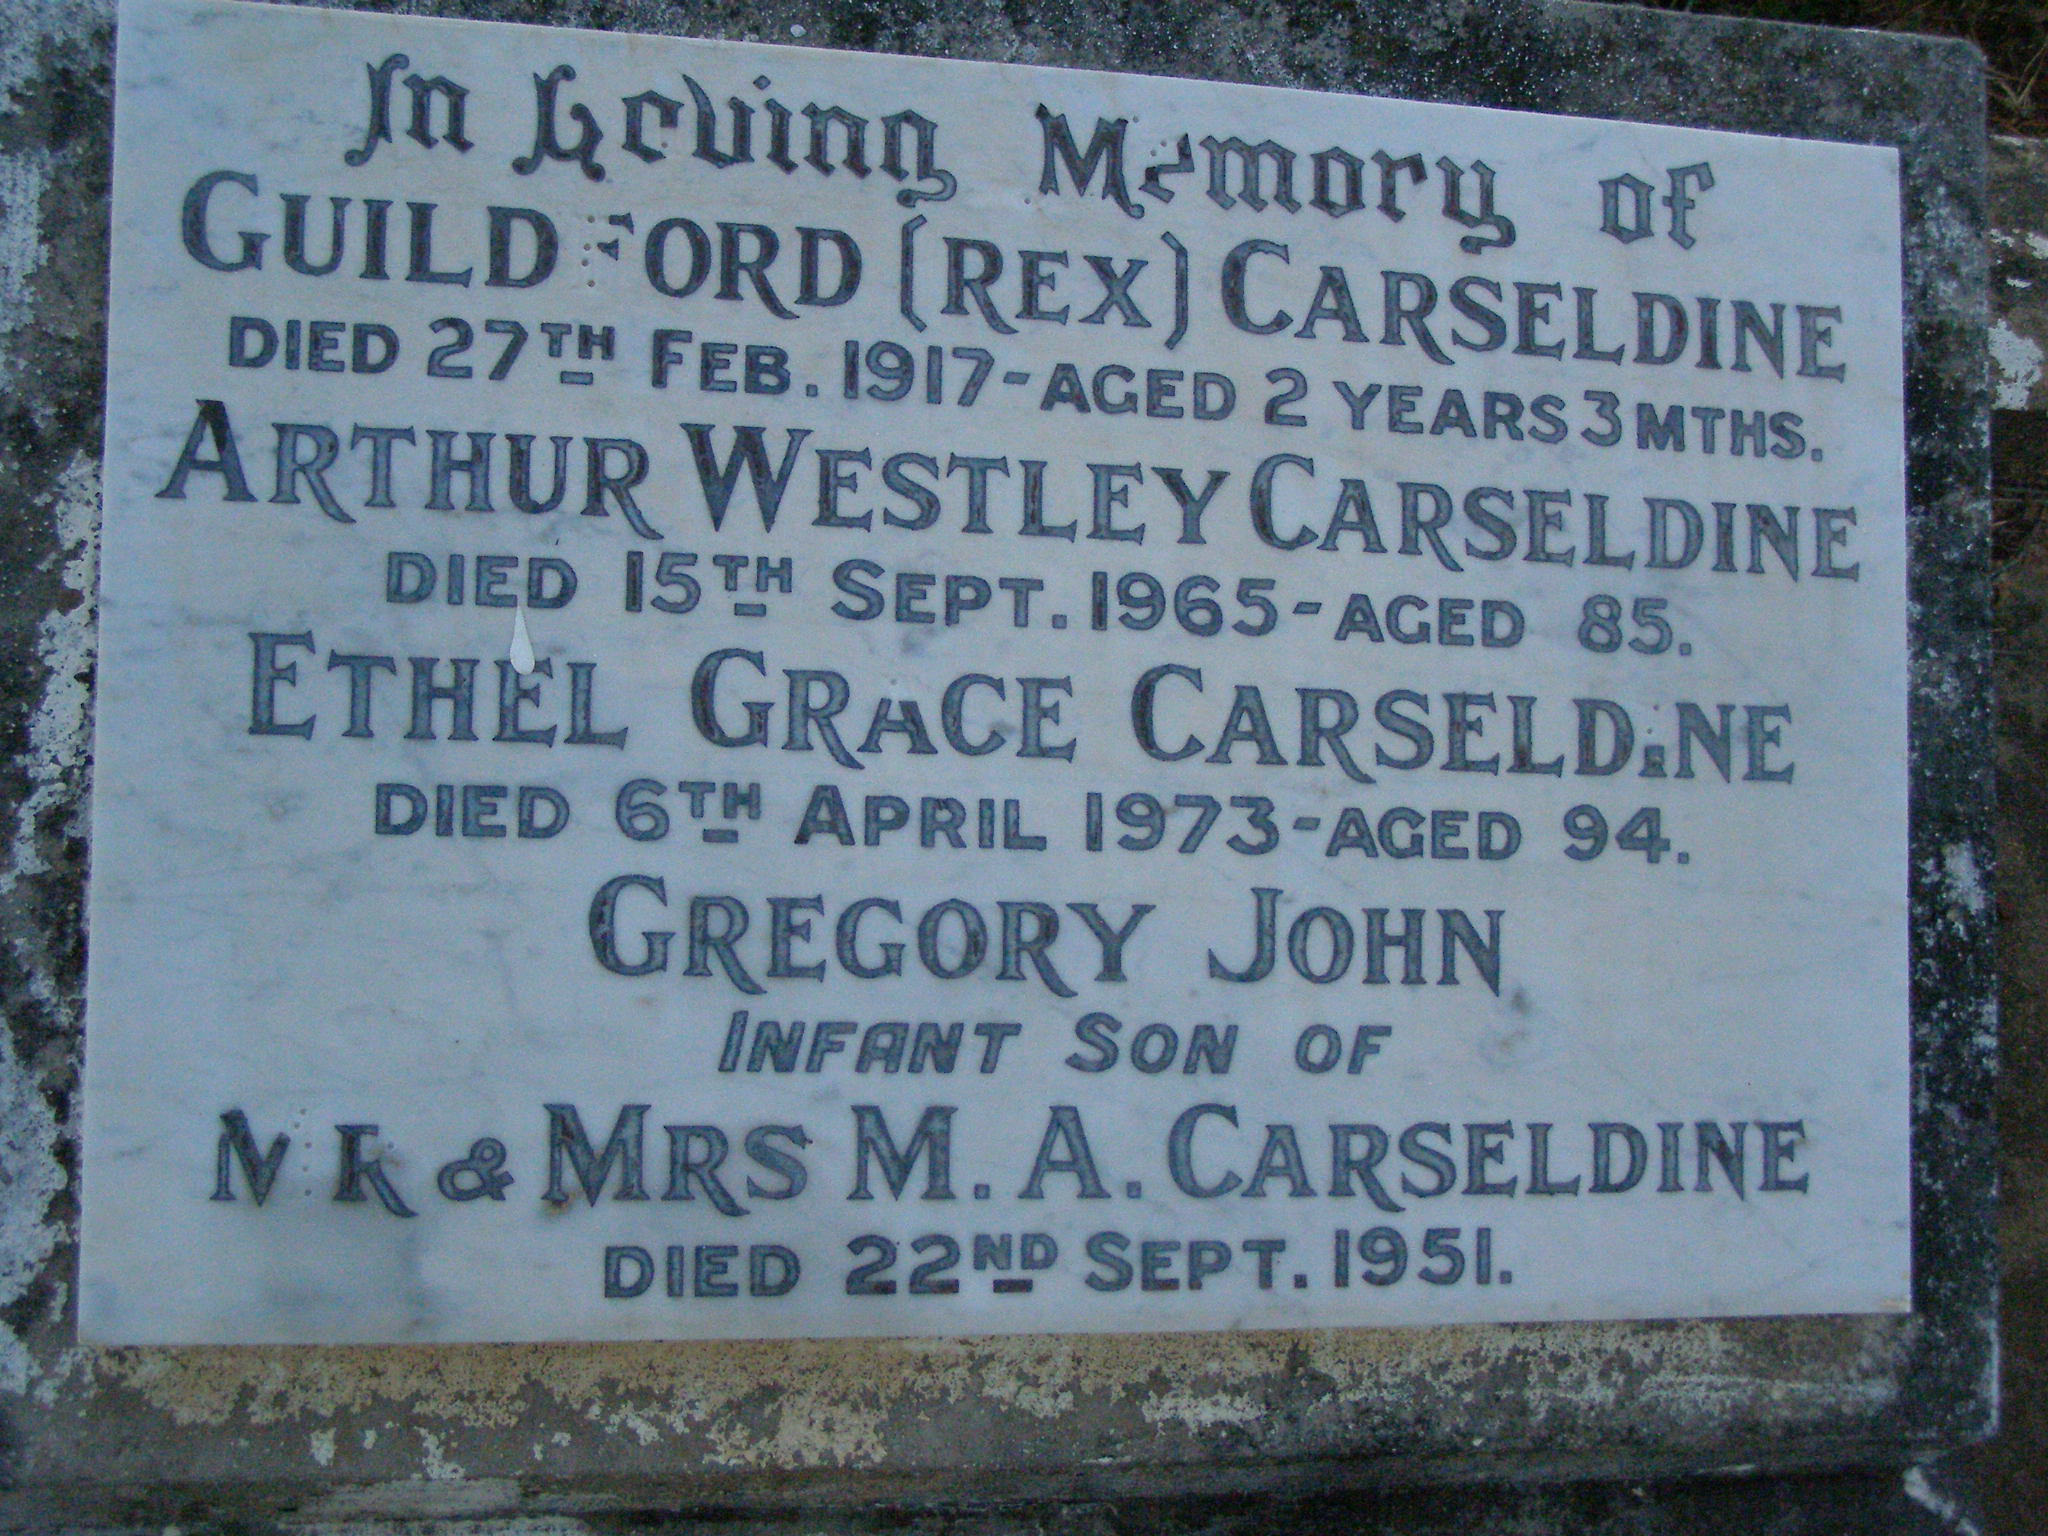 In Loving Memory of
GUILDFORD (REX) CARSELDINE
DIED 27TH FEB. 1917 - AGED 2 YEARS 3 MTHS.
ARTHUR WESTLEY CARSELDINE
DIED 15TH SEPT. 1965 - AGED 85.
ETHEL GRACE CARSELDINE
DIED 6TH APRIL 1973 - AGED 94.
GREGORY JOHN
INFANT SON OF
MR & MRS M. A. CARSELDINE
DIED 22ND SEPT. 1951.